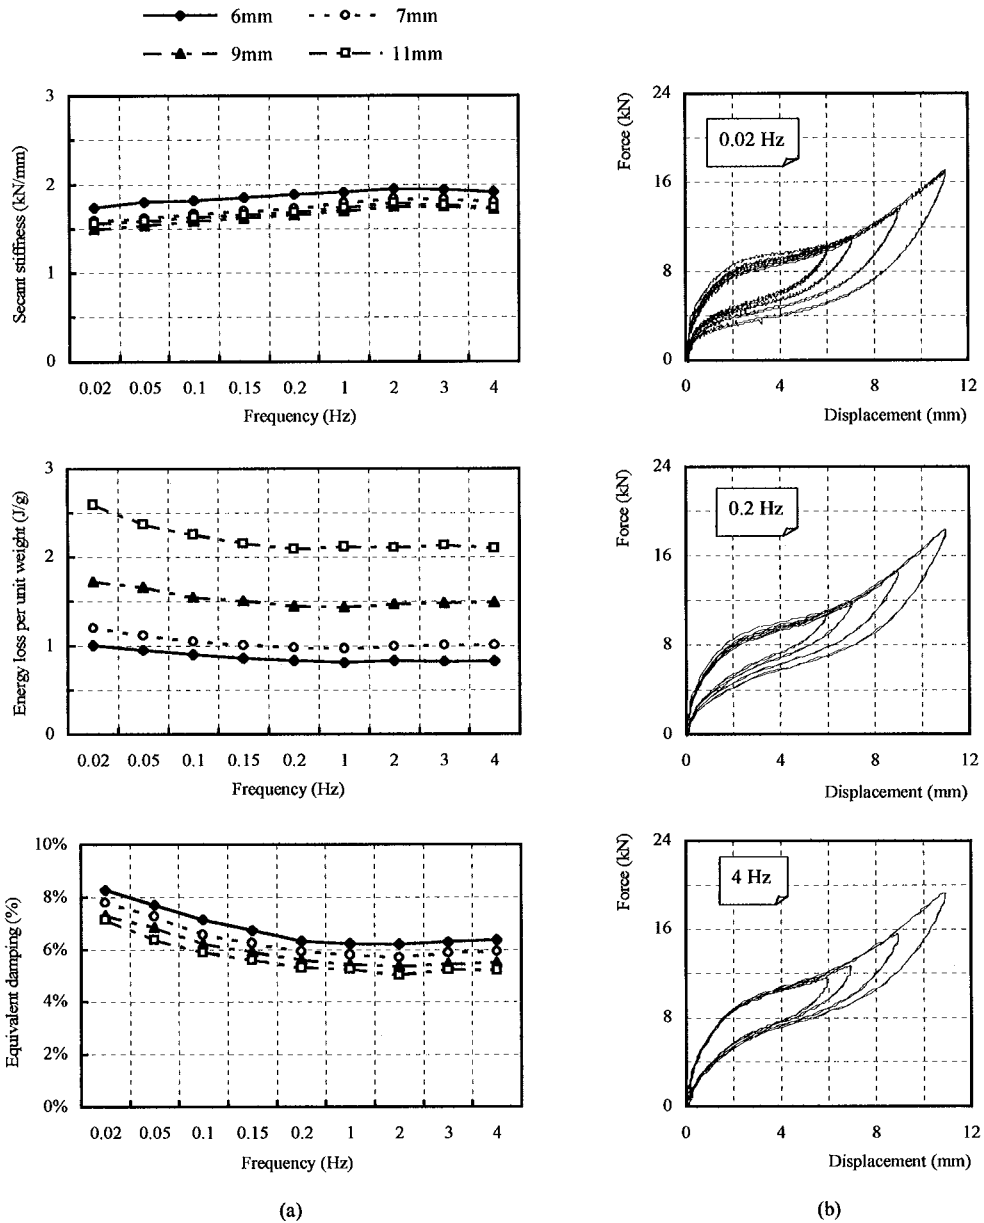 6mm 7mm
9mm 11mm
Secant stiffness (kN/mm)
3
2
1
0
0.02 0.05 0.1 0.15 0.2 1 2 3 4
Frequency (Hz)
Energy loss per unit weight (J/g)
3
2
1
0
0.02 0.05 0.1 0.15 0.2 1 2 3 4
Frequency (Hz)
Equivalent damping (%)
10%
8%
6%
4%
2%
0%
0.02 0.05 0.1 0.15 0.2 1 2 3 4
Frequency (Hz)
(a)
Force (kN)
24
16
8
0
0.02 Hz
0 4 8 12
Displacement (mm)
Force (kN)
24
16
8
0
0.2 Hz
0 4 8 12
Displacement (mm)
Force (kN)
24
16
8
0
4 Hz
0 4 8 12
Displacement (mm)
(b)